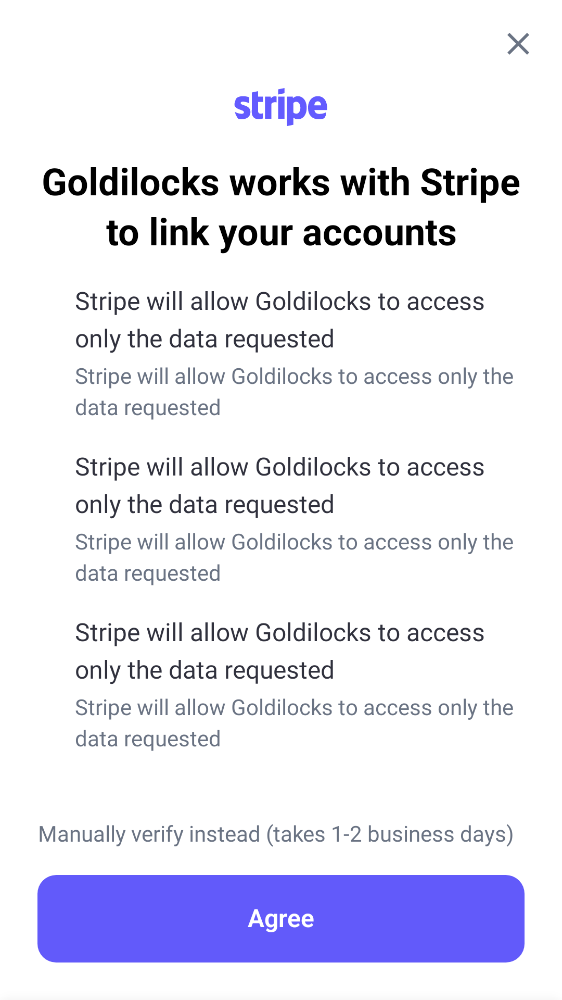 stripe
Goldilocks works with Stripe
to link your accounts
Stripe will allow Goldilocks to access
only the data requested
Stripe will allow Goldilocks to access only the
data requested
Stripe will allow Goldilocks to access
only the data requested
Stripe will allow Goldilocks to access only the
data requested
Stripe will allow Goldilocks to access
only the data requested
Stripe will allow Goldilocks to access only the
data requested
Manually verify instead (takes 1-2 business days)
Agree